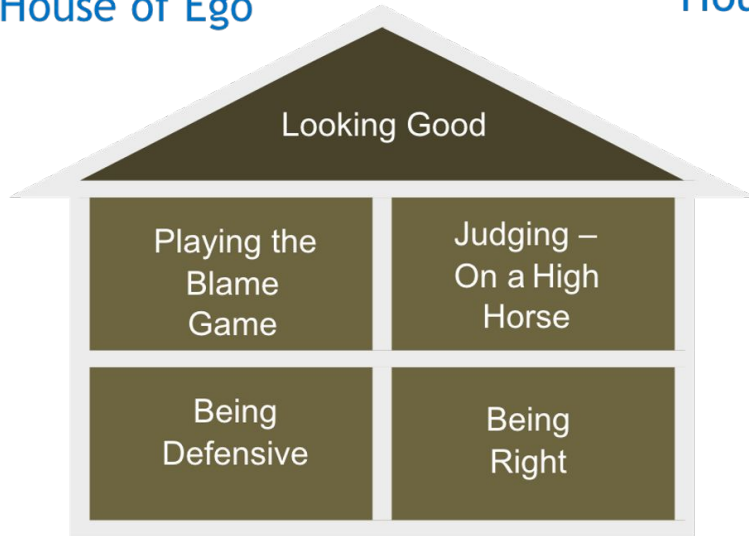 House of Ego
Looking Good
Playing the
Blame
Game
Judging –
On a High
Horse
Being
Defensive
Being
Right